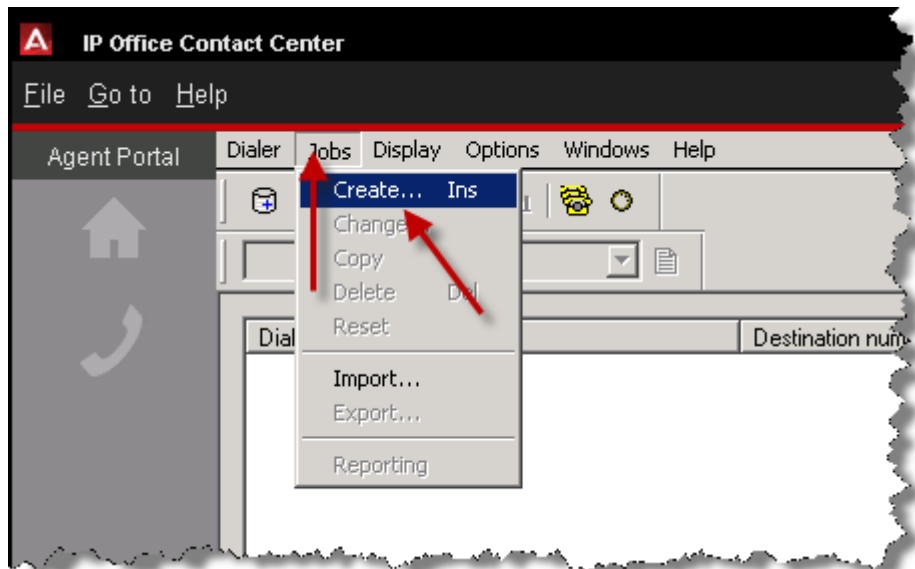 IP Office Contact Center
File Go to Help
Agent Portal
Dialer Jobs Display Options Windows Help
Create... Ins
Change
Copy
Delete Del
Reset
Destination num
Import...
Export...
Reporting